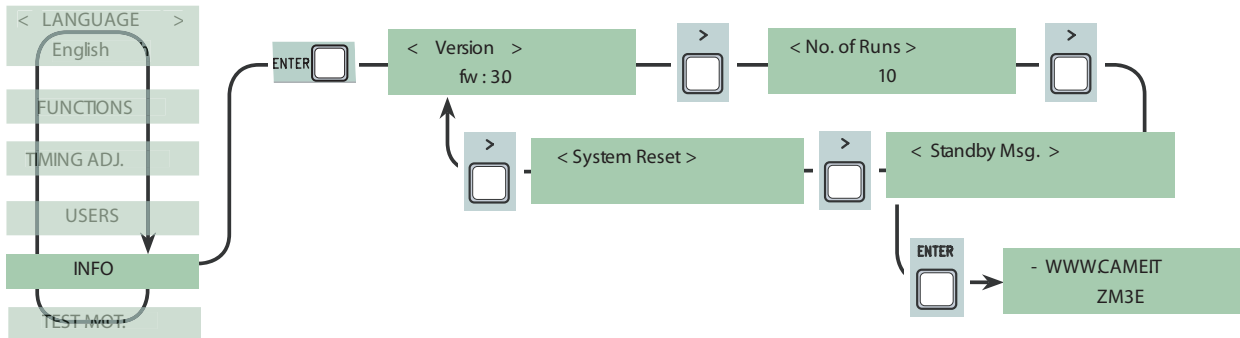 < LANGUAGE >
English
FUNCTIONS
TIMING ADJ.
USERS
INFO
TEST MOT.
ENTER
< Version >
fw : 3.0
>
< No. of Runs >
10
>
>
< System Reset >
>
< Standby Msg. >
ENTER
- WWW.CAME.IT
ZM3E